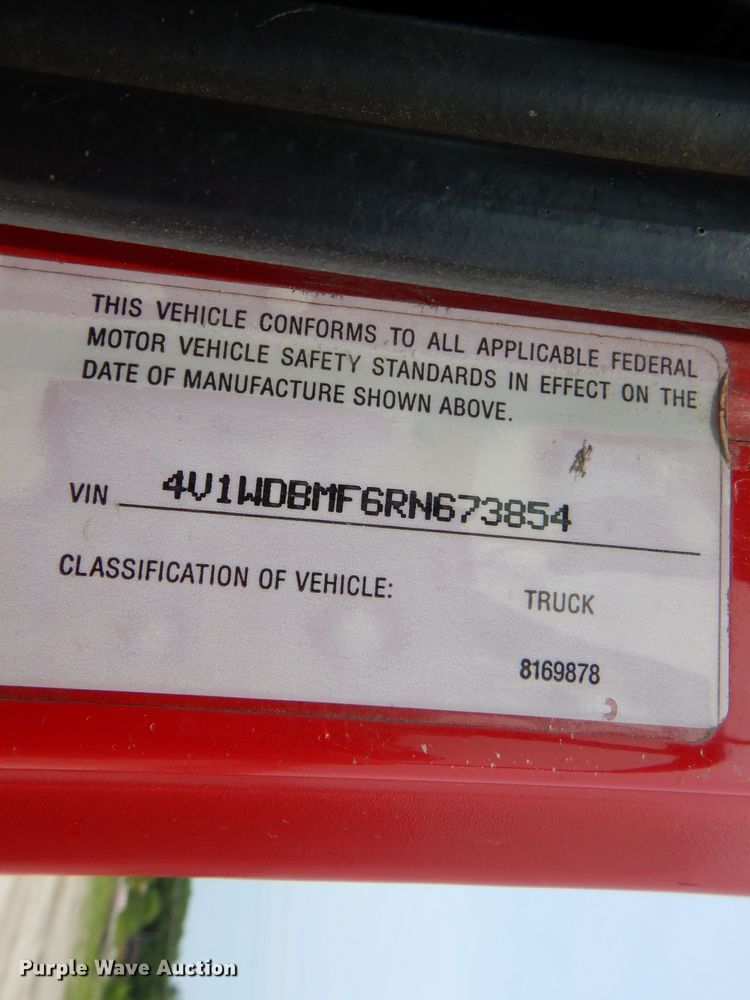 THIS VEHICLE CONFORMS TO ALL APPLICABLE FEDERAL
MOTOR VEHICLE SAFETY STANDARDS IN EFFECT ON THE
DATE OF MANUFACTURE SHOWN ABOVE.
VIN 4V1WDBMF6RN673854
CLASSIFICATION OF VEHICLE: TRUCK
8169878
Purple Wave Auction